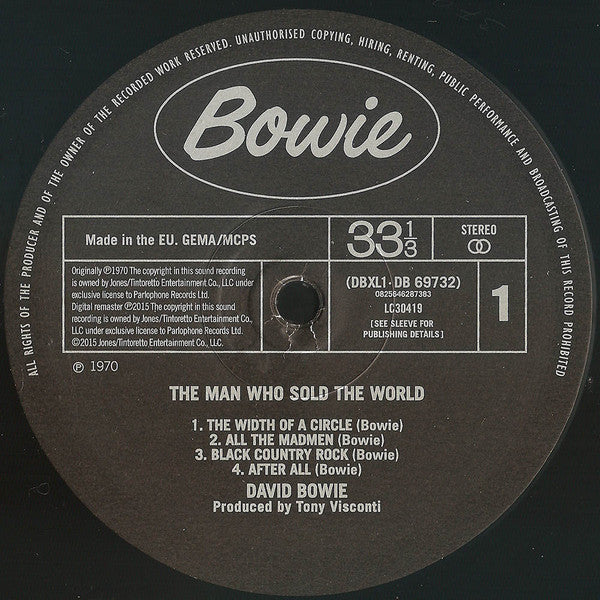 ALL RIGHTS OF THE PRODUCER AND OF THE OWNER OF THE RECORDED WORK RESERVED. UNAUTHORISED COPYING, HIRING, RENTING, PUBLIC PERFORMANCE AND BROADCASTING OF THIS RECORD PROHIBITED
Bowie
Made in the EU. GEMA/MCPS
33 1/3
STEREO
Originally ℗1970 The copyright in this sound recording
is owned by Jones/Tintoretto Entertainment Co., LLC under
exclusive license to Parlophone Records Ltd.
Digital remaster ℗2015 The copyright in this sound
recording is owned by Jones/Tintoretto Entertainment Co.,
LLC under exclusive license to Parlophone Records Ltd.
©2015 Jones/Tintoretto Entertainment Co., LLC
(DBXL1 · DB 69732)
0825646287383
LC30419
[SEE SLEEVE FOR
PUBLISHING DETAILS]
1
℗ 1970
THE MAN WHO SOLD THE WORLD
1. THE WIDTH OF A CIRCLE (Bowie)
2. ALL THE MADMEN (Bowie)
3. BLACK COUNTRY ROCK (Bowie)
4. AFTER ALL (Bowie)
DAVID BOWIE
Produced by Tony Visconti